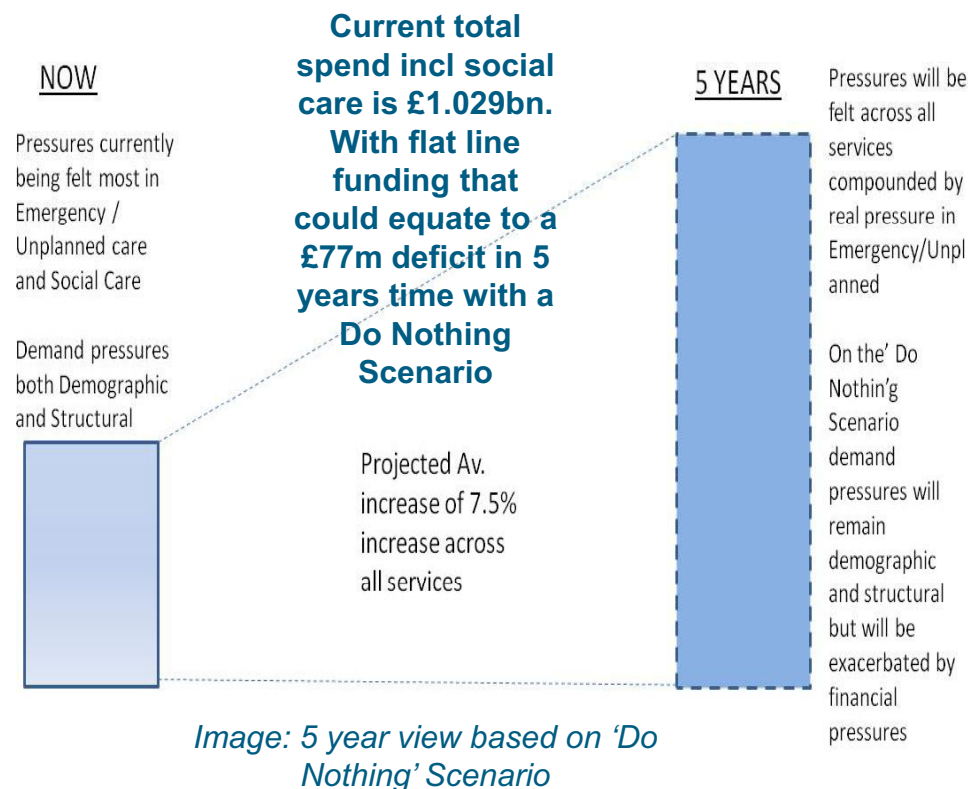 NOW
Pressures currently
being felt most in
Emergency /
Unplanned care
and Social Care
Demand pressures
both Demographic
and Structural
Current total
spend incl social
care is £1.029bn.
With flat line
funding that
could equate to a
£77m deficit in 5
years time with a
Do Nothing
Scenario
Projected Av.
increase of 7.5%
increase across
all services
5 YEARS
Pressures will be
felt across all
services
compounded by
real pressure in
Emergency/Unpl
anned
On the’ Do
Nothin’g
Scenario
demand
pressures will
remain
demographic
and structural
but will be
exacerbated by
financial
pressures
Image: 5 year view based on ‘Do
Nothing’ Scenario